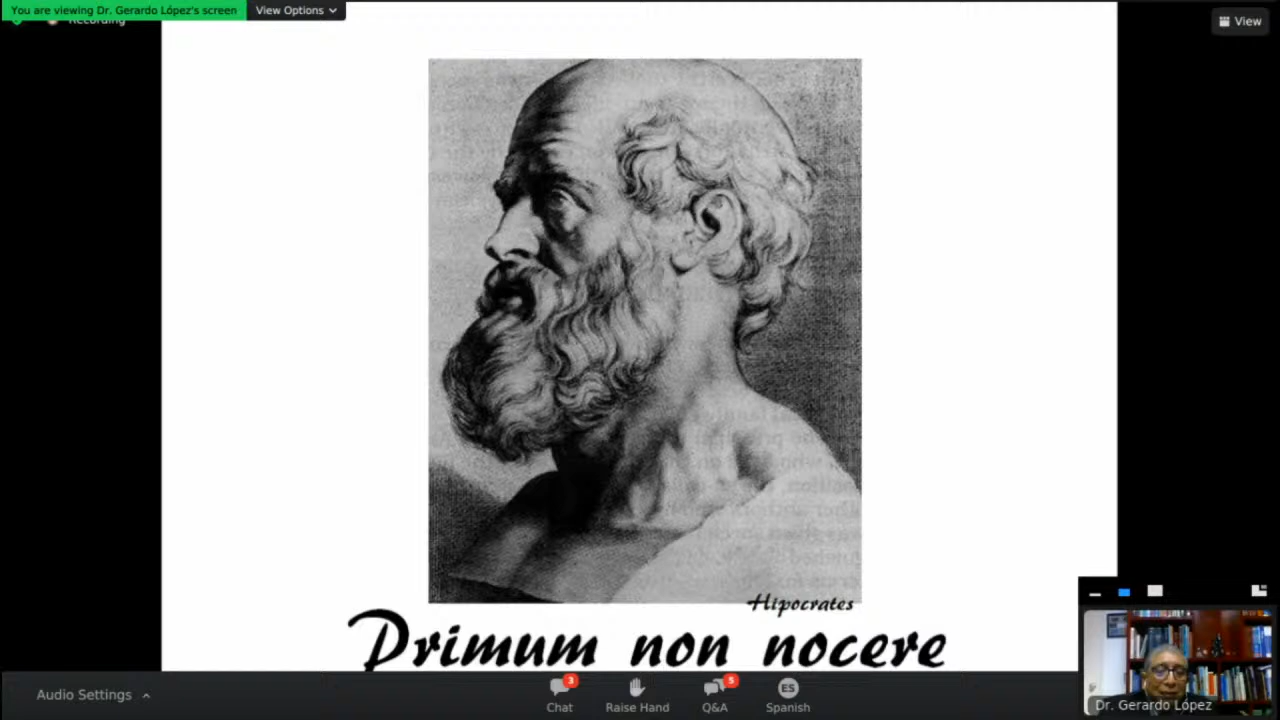 You are viewing Dr. Gerardo López's screen
View Options
Recording
View
Hipocrates
Primum non nocere
Audio Settings
3
Chat
Raise Hand
5
Q&A
ES
Spanish
Dr. Gerardo López